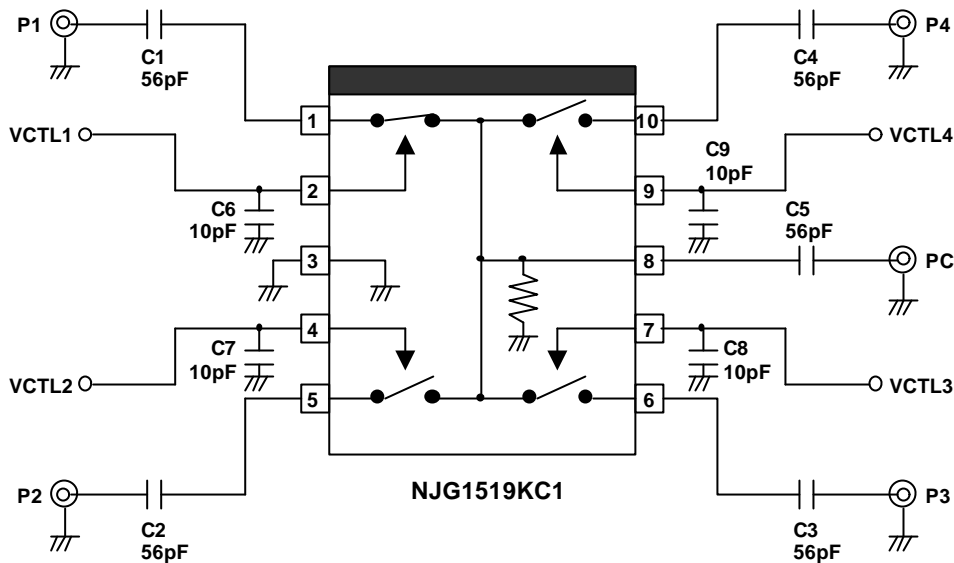 P1
C1
56pF
P4
C4
56pF
1
10
VCTL1
VCTL4
C9
10pF
2
9
C6
10pF
C5
56pF
3
8
PC
4
7
C7
10pF
C8
10pF
VCTL2
VCTL3
5
6
NJG1519KC1
P2
C2
56pF
P3
C3
56pF